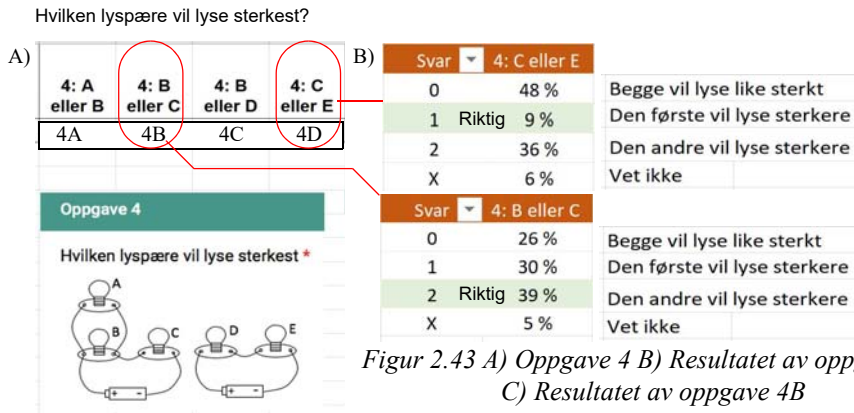 Hvilken lyspære vil lyse sterkest?
A)
4: A eller B
4: B eller C
4: B eller D
4: C eller E
4A 4B 4C 4D
Oppgave 4
Hvilken lyspære vil lyse sterkest *
A
B
C
D
E
+ -
+ -
B)
Svar 4: C eller E
0 48 % Begge vil lyse like sterkt
1 Riktig 9 % Den første vil lyse sterkere
2 36 % Den andre vil lyse sterkere
X 6 % Vet ikke
Svar 4: B eller C
0 26 % Begge vil lyse like sterkt
1 30 % Den første vil lyse sterkere
2 Riktig 39 % Den andre vil lyse sterkere
X 5 % Vet ikke
Figur 2.43 A) Oppgave 4 B) Resultatet av opp
C) Resultatet av oppgave 4B